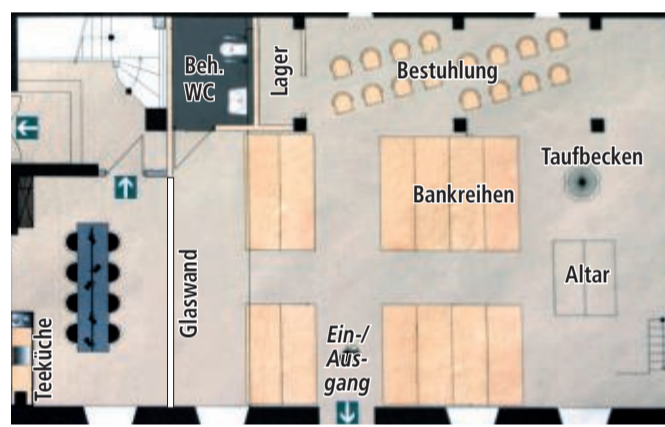 Beh.
WC
Lager
Bestuhlung
Taufbecken
Bankreihen
Altar
Glaswand
Teeküche
Ein-/
Aus-
gang